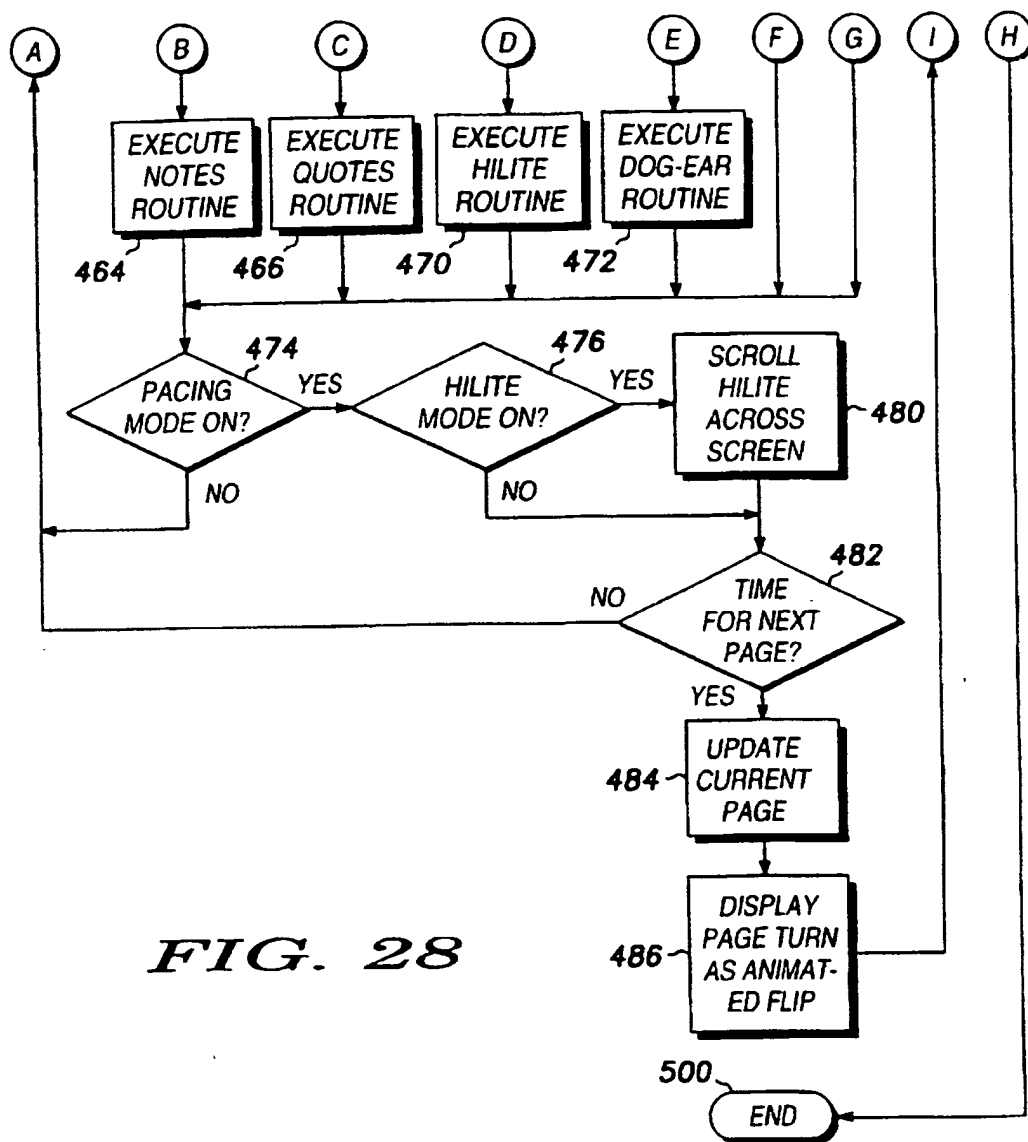 A B C D E F G I H
EXECUTE
NOTES
ROUTINE
464
EXECUTE
QUOTES
ROUTINE
466
EXECUTE
HILITE
ROUTINE
470
EXECUTE
DOG-EAR
ROUTINE
472
PACING
MODE ON?
474
YES
NO
HILITE
MODE ON?
476
YES
NO
SCROLL
HILITE
ACROSS
SCREEN
480
TIME
FOR NEXT
PAGE?
482
NO
YES
UPDATE
CURRENT
PAGE
484
DISPLAY
PAGE TURN
AS ANIMAT-
ED FLIP
486
FIG. 28
500
END